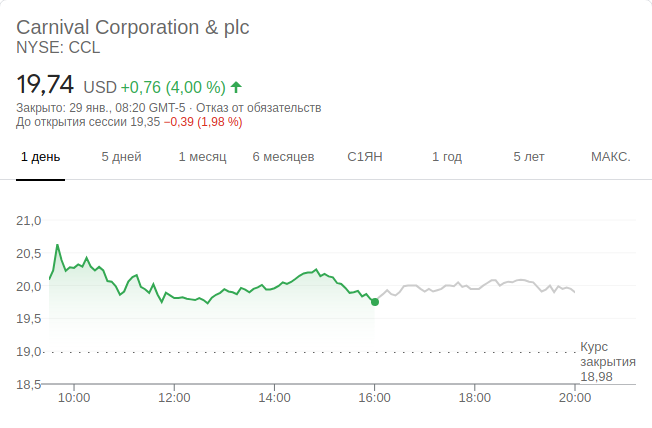 Carnival Corporation & plc
NYSE: CCL
19,74 USD +0,76 (4,00 %)
Закрыто: 29 янв., 08:20 GMT-5 · Отказ от обязательств
До открытия сессии 19,35 −0,39 (1,98 %)
1 день 5 дней 1 месяц 6 месяцев С1ЯН 1 год 5 лет МАКС.
21,0
20,5
20,0
19,5
19,0
Курс
закрытия
18,98
18,5
10:00 12:00 14:00 16:00 18:00 20:00